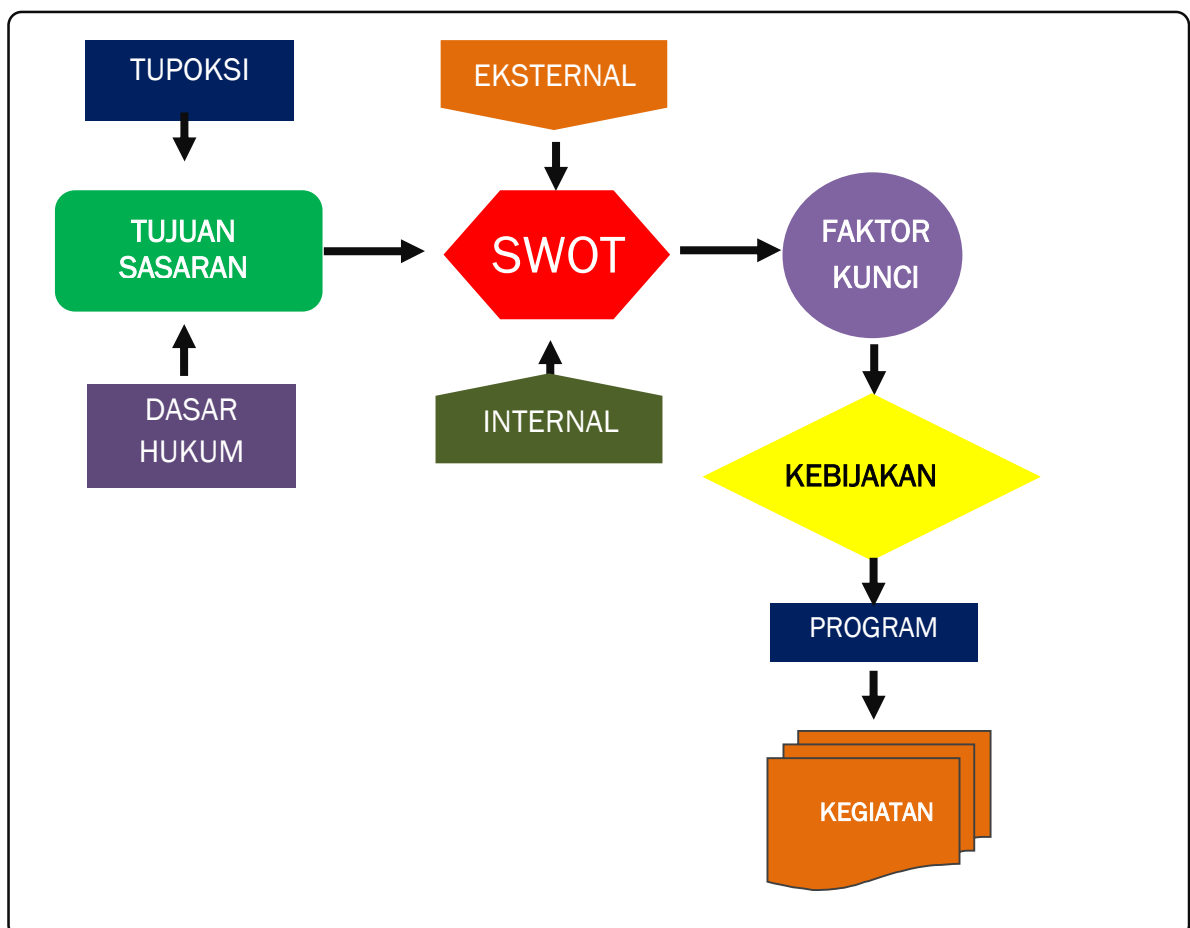 TUPOKSI
EKSTERNAL
TUJUAN
SASARAN
SWOT
FAKTOR
KUNCI
DASAR
HUKUM
INTERNAL
KEBIJAKAN
PROGRAM
KEGIATAN